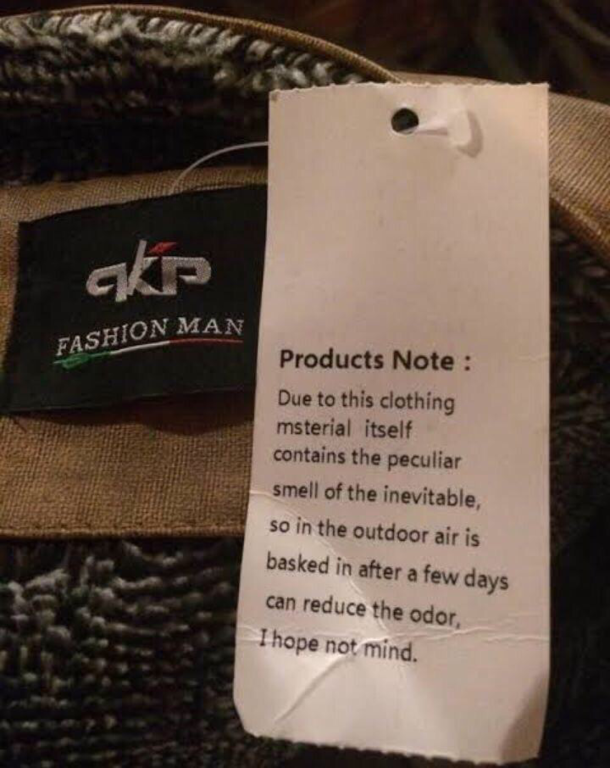 qkp
FASHION MAN
Products Note :
Due to this clothing
msterial itself
contains the peculiar
smell of the inevitable,
so in the outdoor air is
basked in after a few days
can reduce the odor,
I hope not mind.